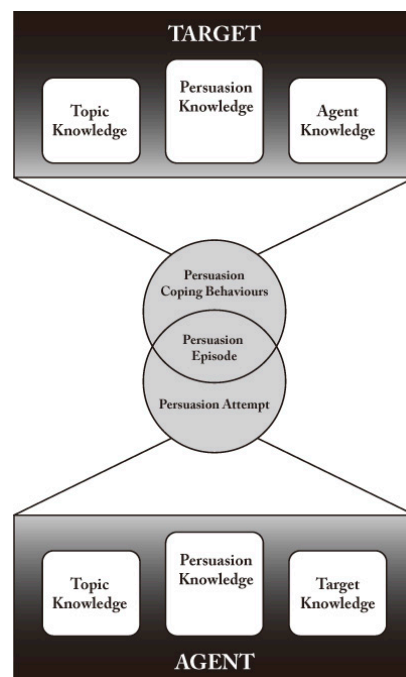 TARGET
Topic
Knowledge
Persuasion
Knowledge
Agent
Knowledge
Persuasion
Coping Behaviours
Persuasion
Episode
Persuasion Attempt
Topic
Knowledge
Persuasion
Knowledge
Target
Knowledge
AGENT